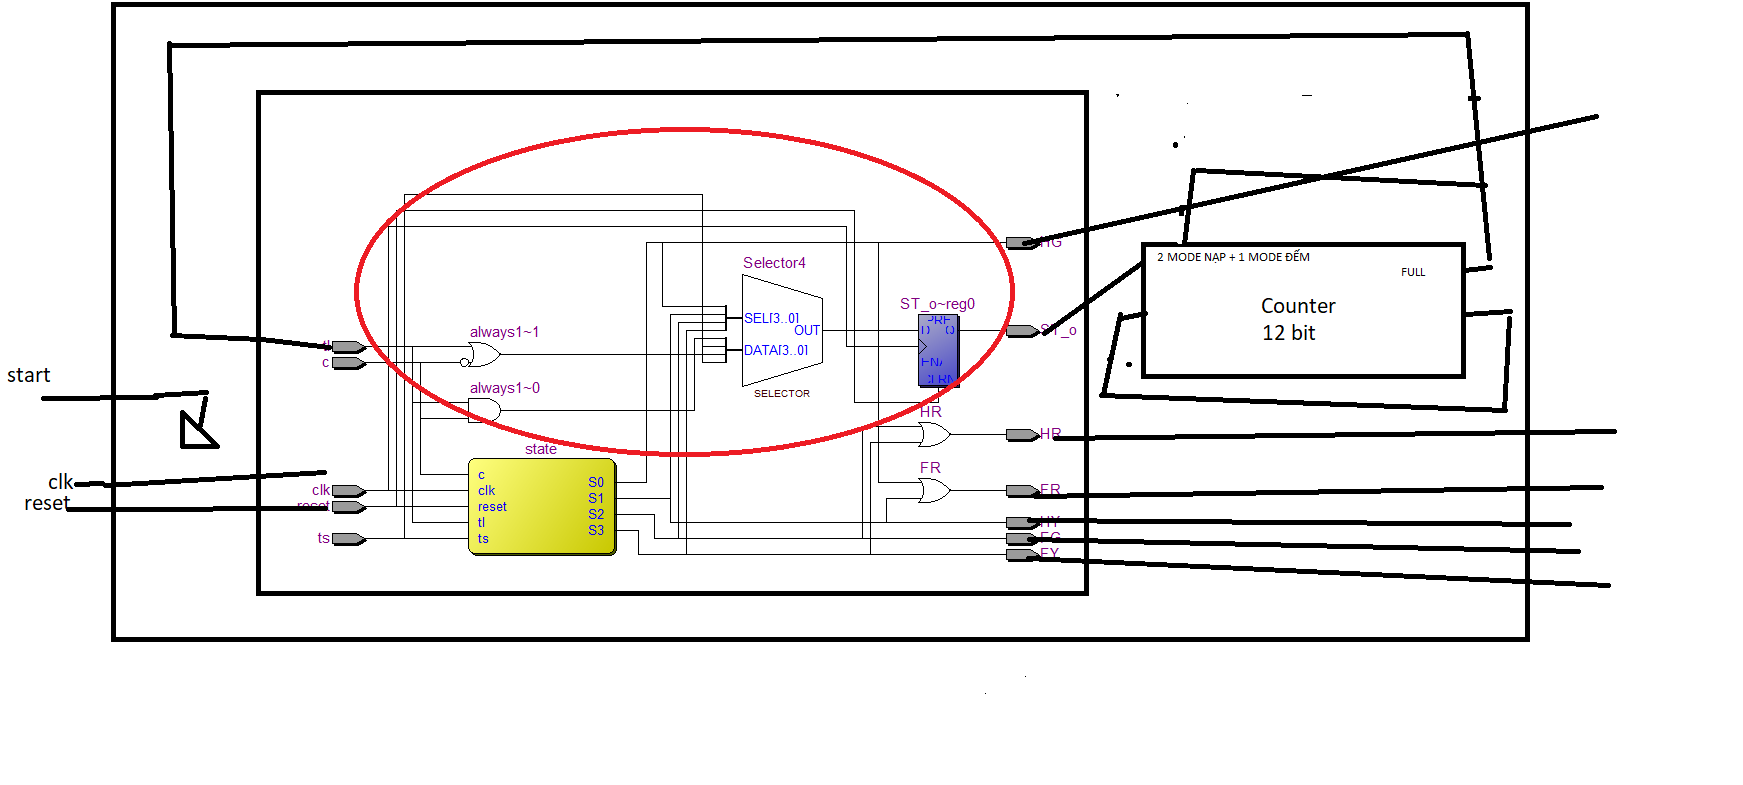 start
clk
reset
tl
c
clk
reset
ts
always1~1
always1~0
state
c
clk
reset
tl
ts
S0
S1
S2
S3
Selector4
SEL[3..0]
OUT
DATA[3..0]
SELECTOR
ST_o~reg0
PRE
D Q
ENA
CLRN
HR
FR
HG
ST_o
HR
FR
HY
FG
FY
2 MODE NẠP + 1 MODE ĐẾM
FULL
Counter
12 bit